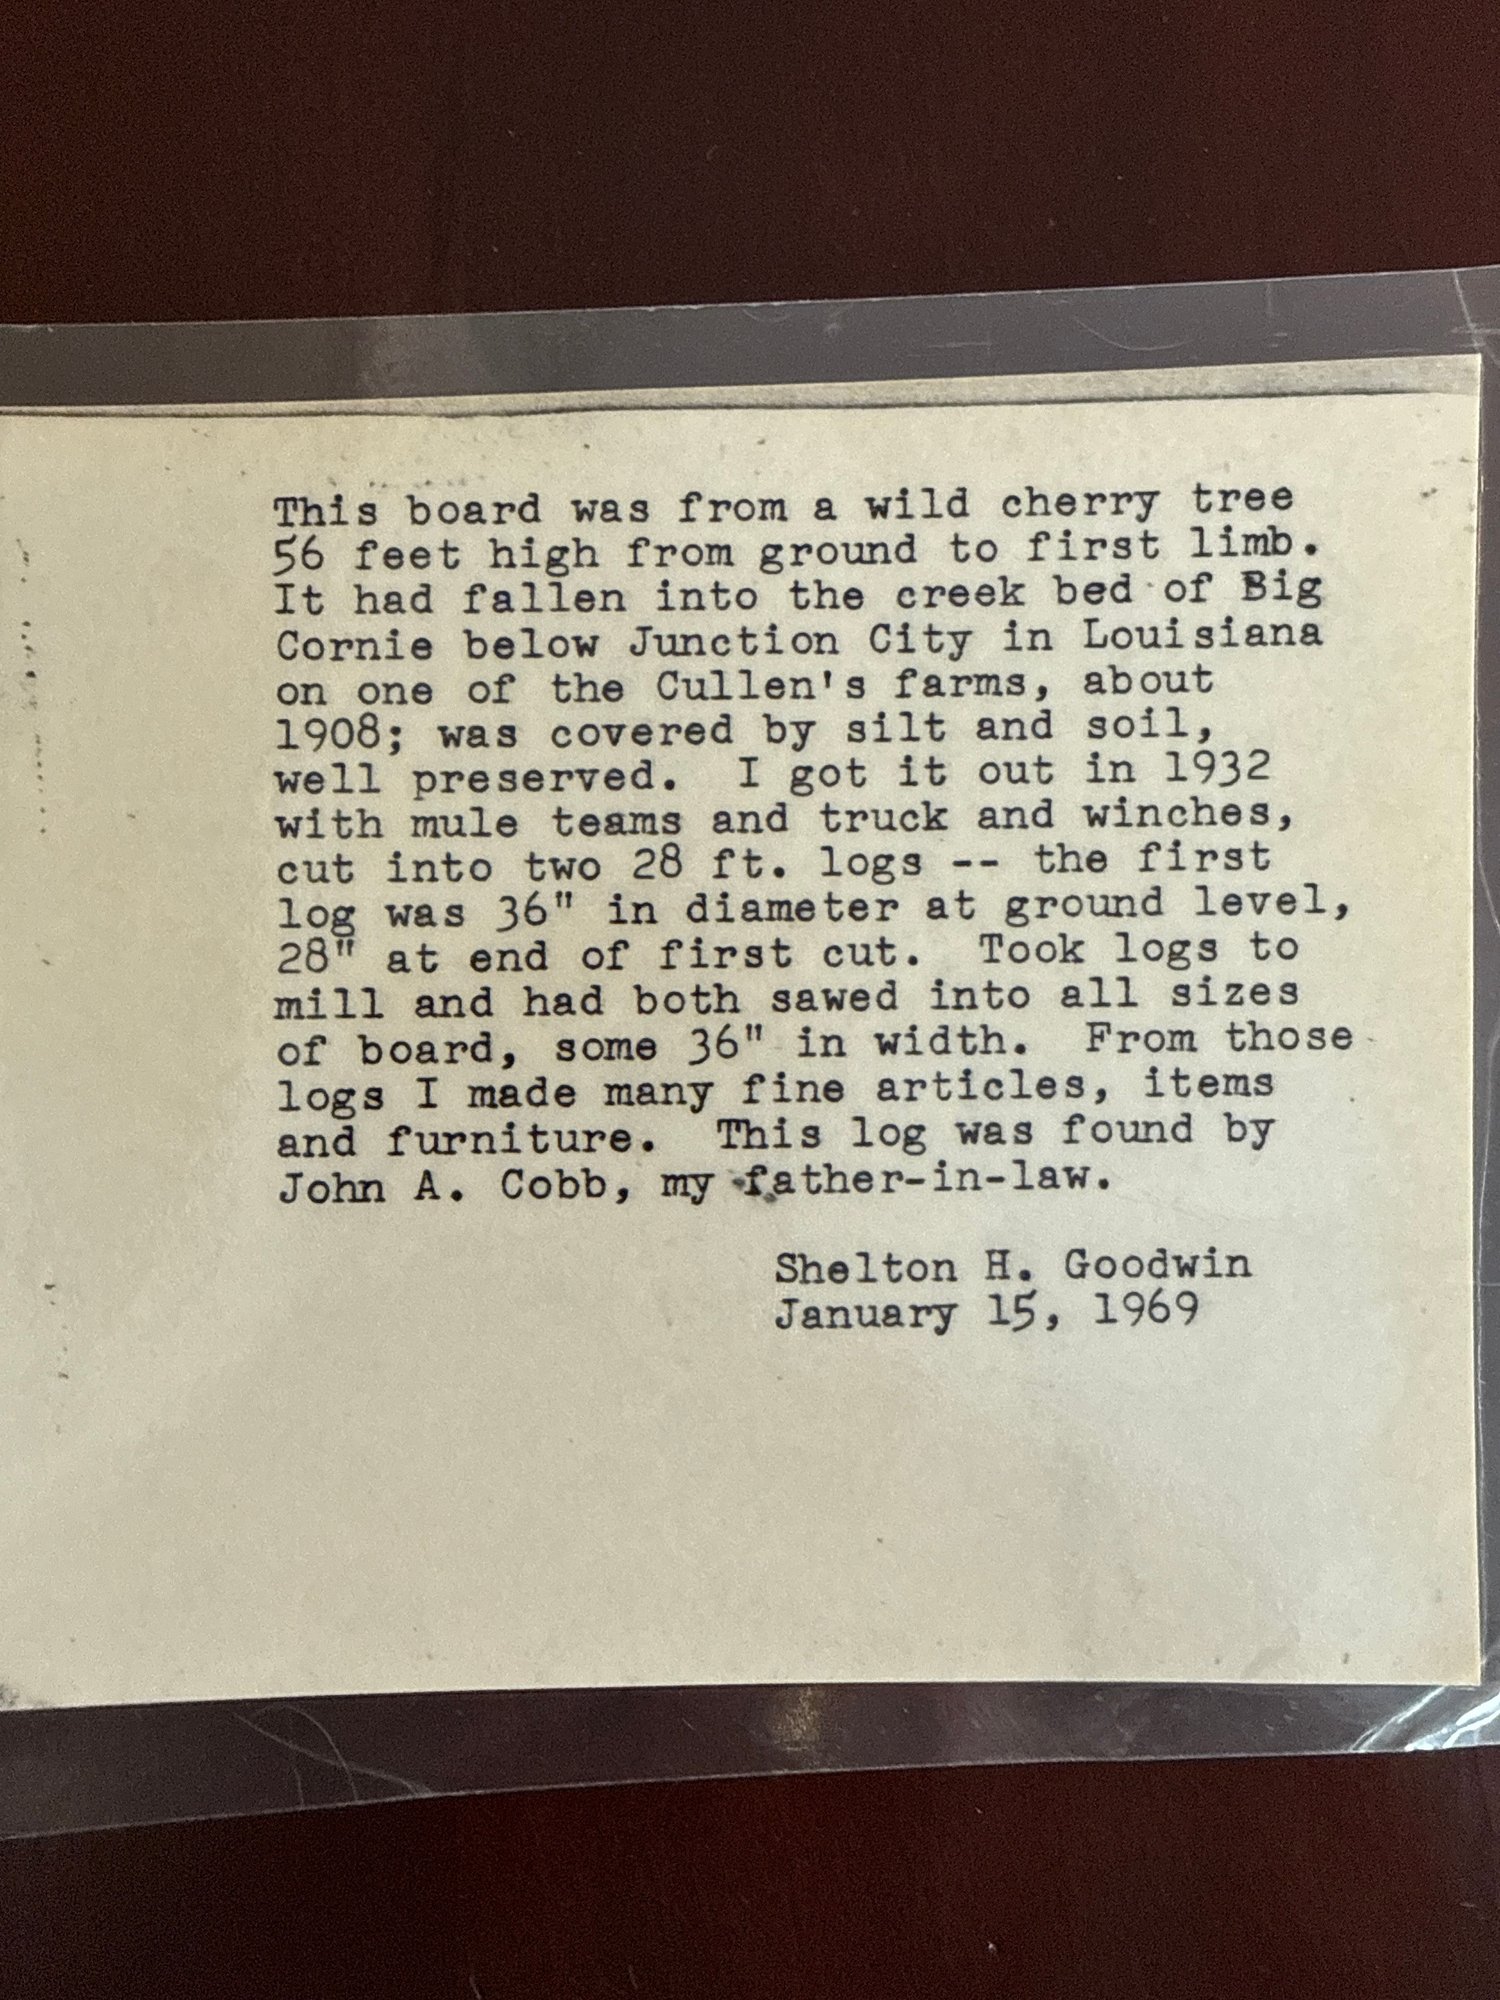 This board was from a wild cherry tree
56 feet high from ground to first limb.
It had fallen into the creek bed of Big
Cornie below Junction City in Louisiana
on one of the Cullen's farms, about
1908; was covered by silt and soil,
well preserved. I got it out in 1932
with mule teams and truck and winches,
cut into two 28 ft. logs -- the first
log was 36" in diameter at ground level,
28" at end of first cut. Took logs to
mill and had both sawed into all sizes
of board, some 36" in width. From those
logs I made many fine articles, items
and furniture. This log was found by
John A. Cobb, my father-in-law.
Shelton H. Goodwin
January 15, 1969